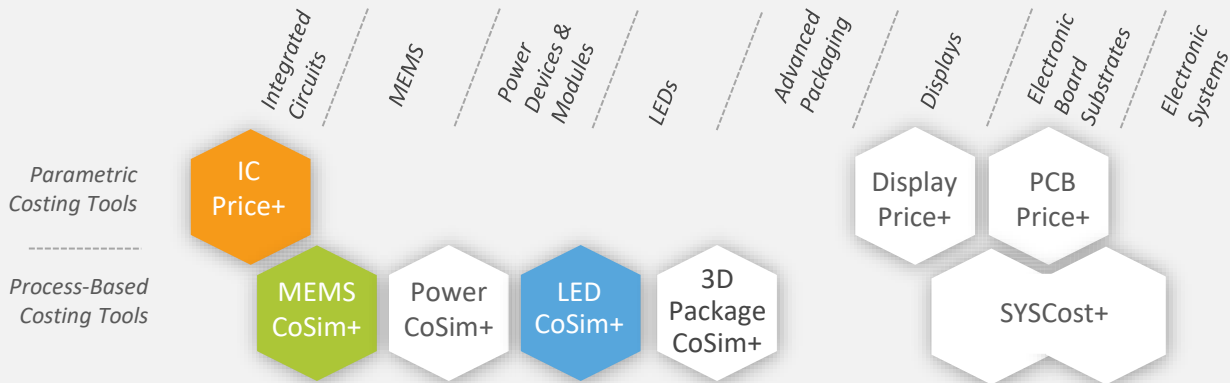 Integrated
Circuits
MEMS
Power
Devices &
Modules
LEDs
Advanced
Packaging
Displays
Electronic
Board
Substrates
Electronic
Systems
Parametric
Costing Tools
IC
Price+
Display
Price+
PCB
Price+
Process-Based
Costing Tools
MEMS
CoSim+
Power
CoSim+
LED
CoSim+
3D
Package
CoSim+
SYSCost+